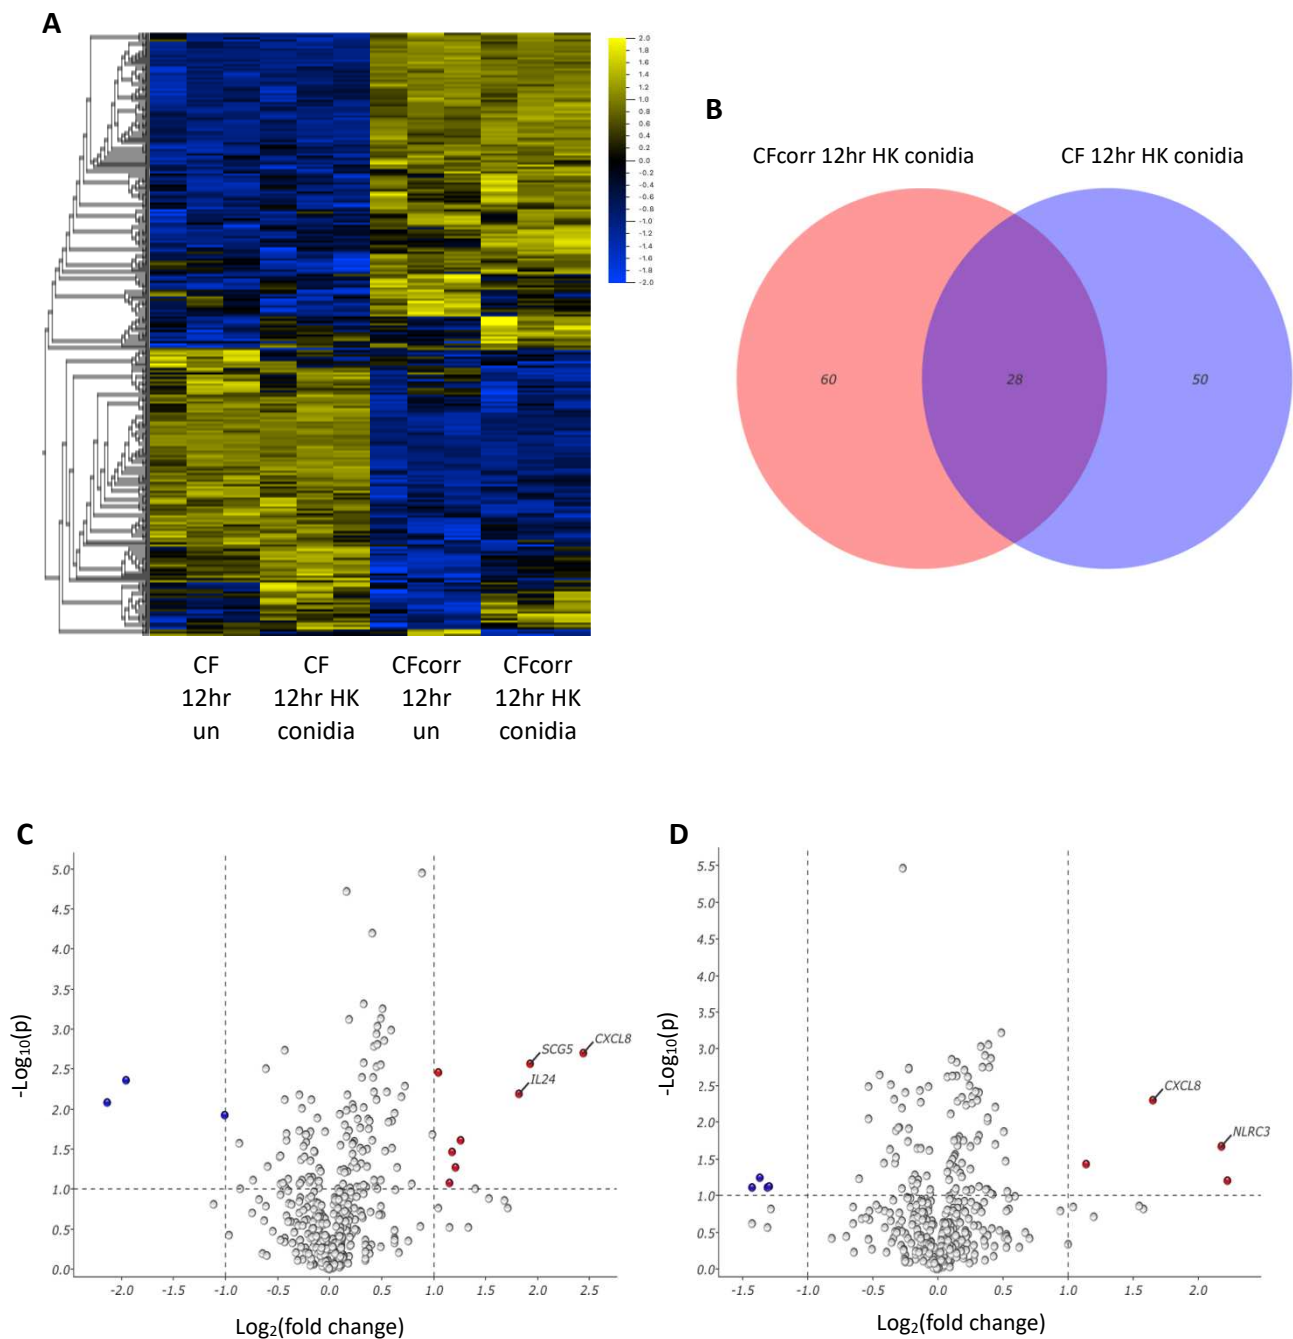 A
2.0
1.8
1.6
1.4
1.2
1.0
0.8
0.6
0.4
0.2
0.0
-0.2
-0.4
-0.6
-0.8
-1.0
-1.2
-1.4
-1.6
-1.8
-2.0
CF
12hr
un
CF
12hr HK
conidia
CFcorr
12hr
un
CFcorr
12hr HK
conidia
B
CFcorr 12hr HK conidia
CF 12hr HK conidia
60
28
50
C
5.0
4.5
4.0
3.5
3.0
2.5
2.0
1.5
1.0
0.5
0.0
-Log10(p)
SCG5
CXCL8
IL24
-2.0
-1.5
-1.0
-0.5
0.0
0.5
1.0
1.5
2.0
2.5
Log2(fold change)
D
5.5
5.0
4.5
4.0
3.5
3.0
2.5
2.0
1.5
1.0
0.5
0.0
-Log10(p)
CXCL8
NLRC3
-1.5
-1.0
-0.5
0.0
0.5
1.0
1.5
2.0
Log2(fold change)